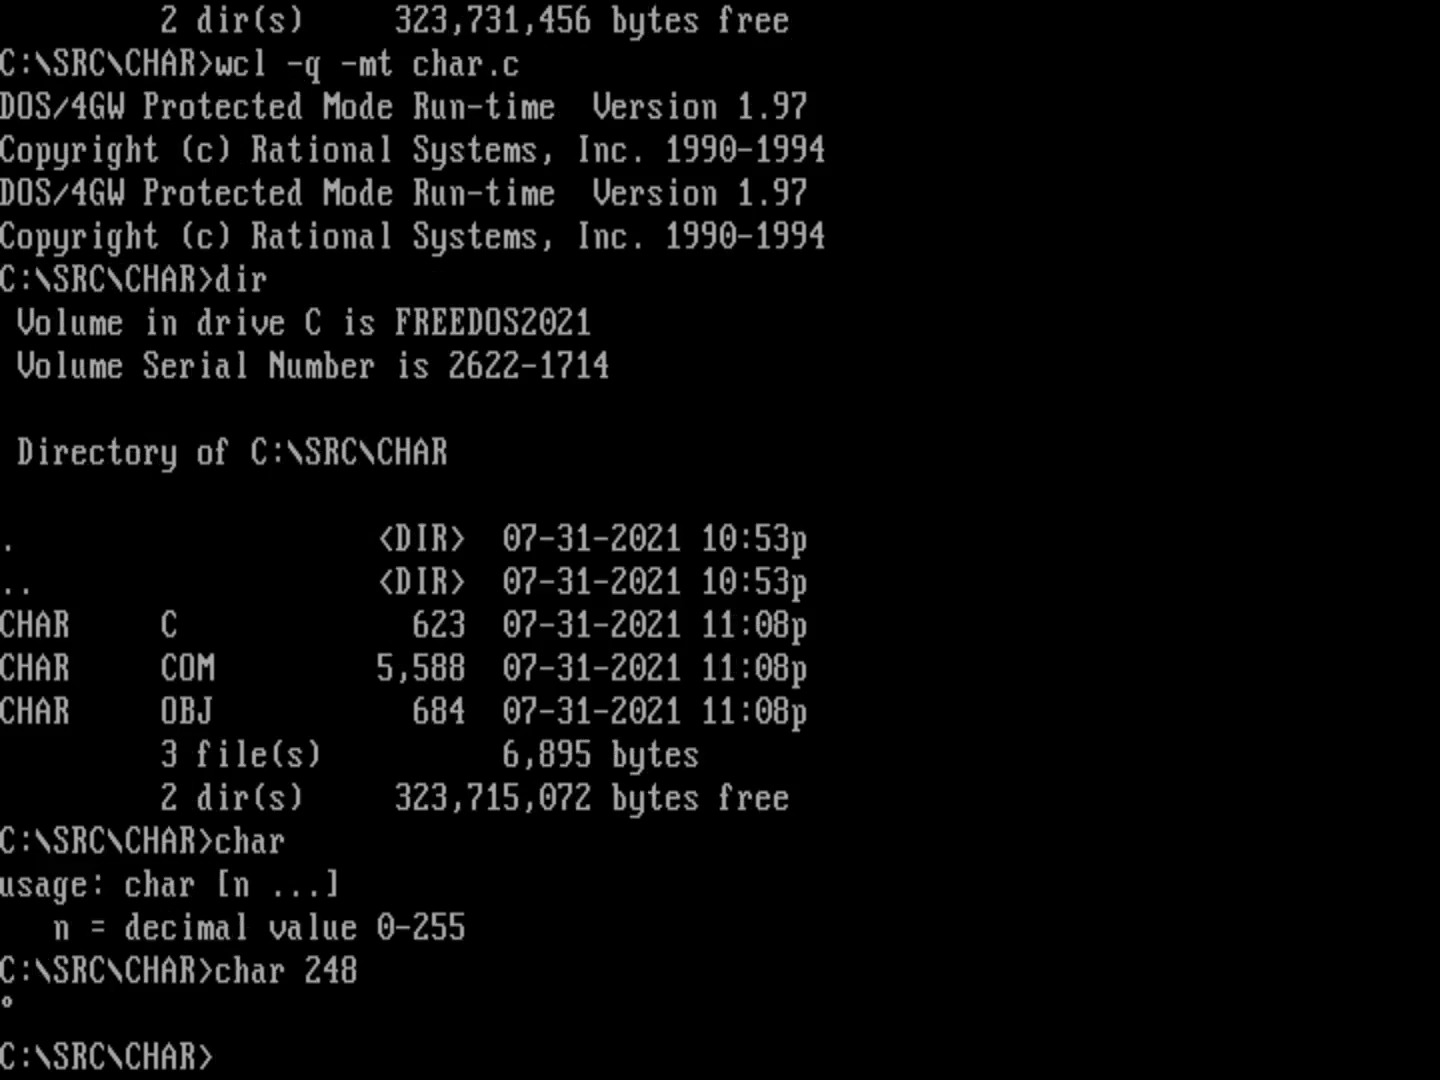 2 dir(s)     323,731,456 bytes free
C:\SRC\CHAR>wcl -q -mt char.c
DOS/4GW Protected Mode Run-time  Version 1.97
Copyright (c) Rational Systems, Inc. 1990-1994
DOS/4GW Protected Mode Run-time  Version 1.97
Copyright (c) Rational Systems, Inc. 1990-1994
C:\SRC\CHAR>dir
 Volume in drive C is FREEDOS2021
 Volume Serial Number is 2622-1714
 Directory of C:\SRC\CHAR
.                    <DIR>  07-31-2021 10:53p
..                   <DIR>  07-31-2021 10:53p
CHAR     C             623  07-31-2021 11:08p
CHAR     COM         5,588  07-31-2021 11:08p
CHAR     OBJ           684  07-31-2021 11:08p
         3 file(s)          6,895 bytes
         2 dir(s)     323,715,072 bytes free
C:\SRC\CHAR>char
usage: char [n ...]
   n = decimal value 0-255
C:\SRC\CHAR>char 248
°
C:\SRC\CHAR>